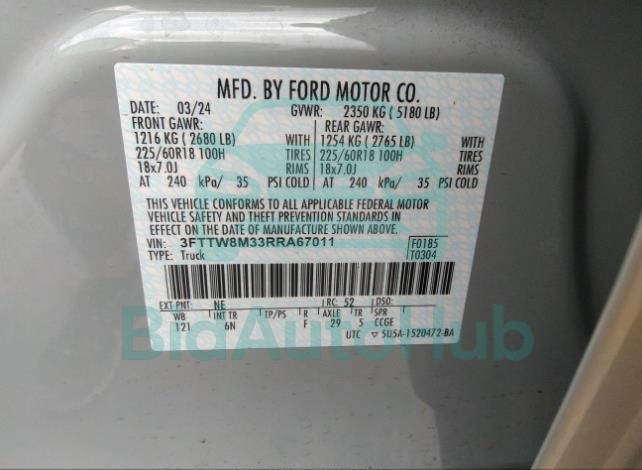 MFD. BY FORD MOTOR CO.
DATE: 03/24 GVWR: 2350 KG (5180 LB)
FRONT GAWR: REAR GAWR:
1216 KG (2680 LB) WITH 1254 KG (2765 LB) WITH
225/60R18 100H TIRES 225/60R18 100H TIRES
18x7.0J RIMS 18x7.0J RIMS
AT 240 kPa/ 35 PSI COLD AT 240 kPa/ 35 PSI COLD
THIS VEHICLE CONFORMS TO ALL APPLICABLE FEDERAL MOTOR
VEHICLE SAFETY AND THEFT PREVENTION STANDARDS IN
EFFECT ON THE DATE OF MANUFACTURE SHOWN ABOVE.
VIN: 3FTTW8M33RRA67011 F0185
TYPE: Truck T0304
EXT PNT: NE RC: 52 DSO:
WB INT TR TP/PS R AXLE TR SPR
121 6N F 29 5 CCGE
UTC ▽ 5U5A-1520472-BA
BidAutoHub